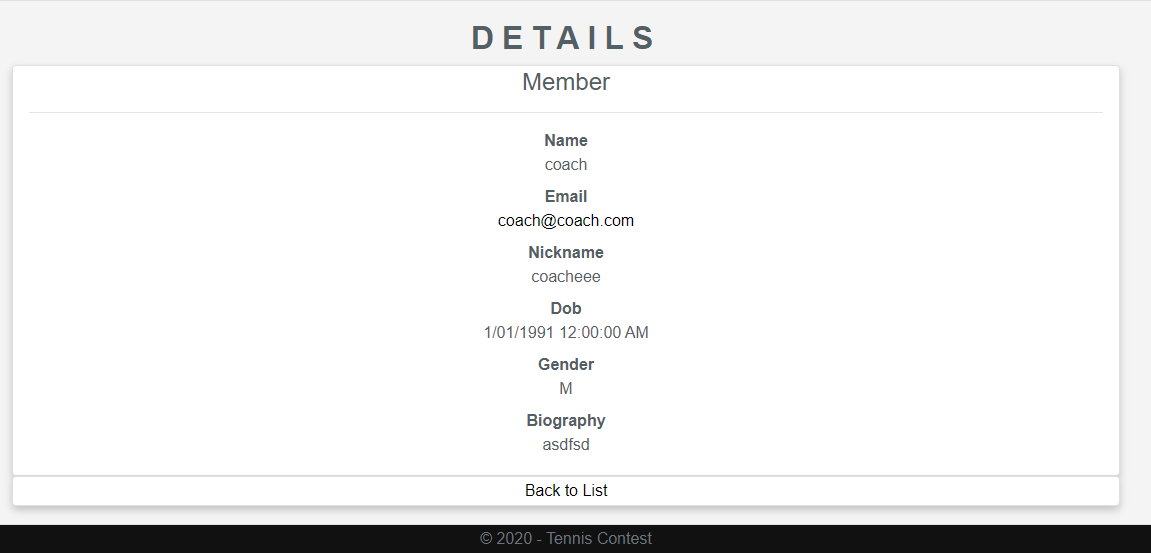 DETAILS
Member
Name
coach
Email
coach@coach.com
Nickname
coacheee
Dob
1/01/1991 12:00:00 AM
Gender
M
Biography
asdfsd
Back to List
© 2020 - Tennis Contest